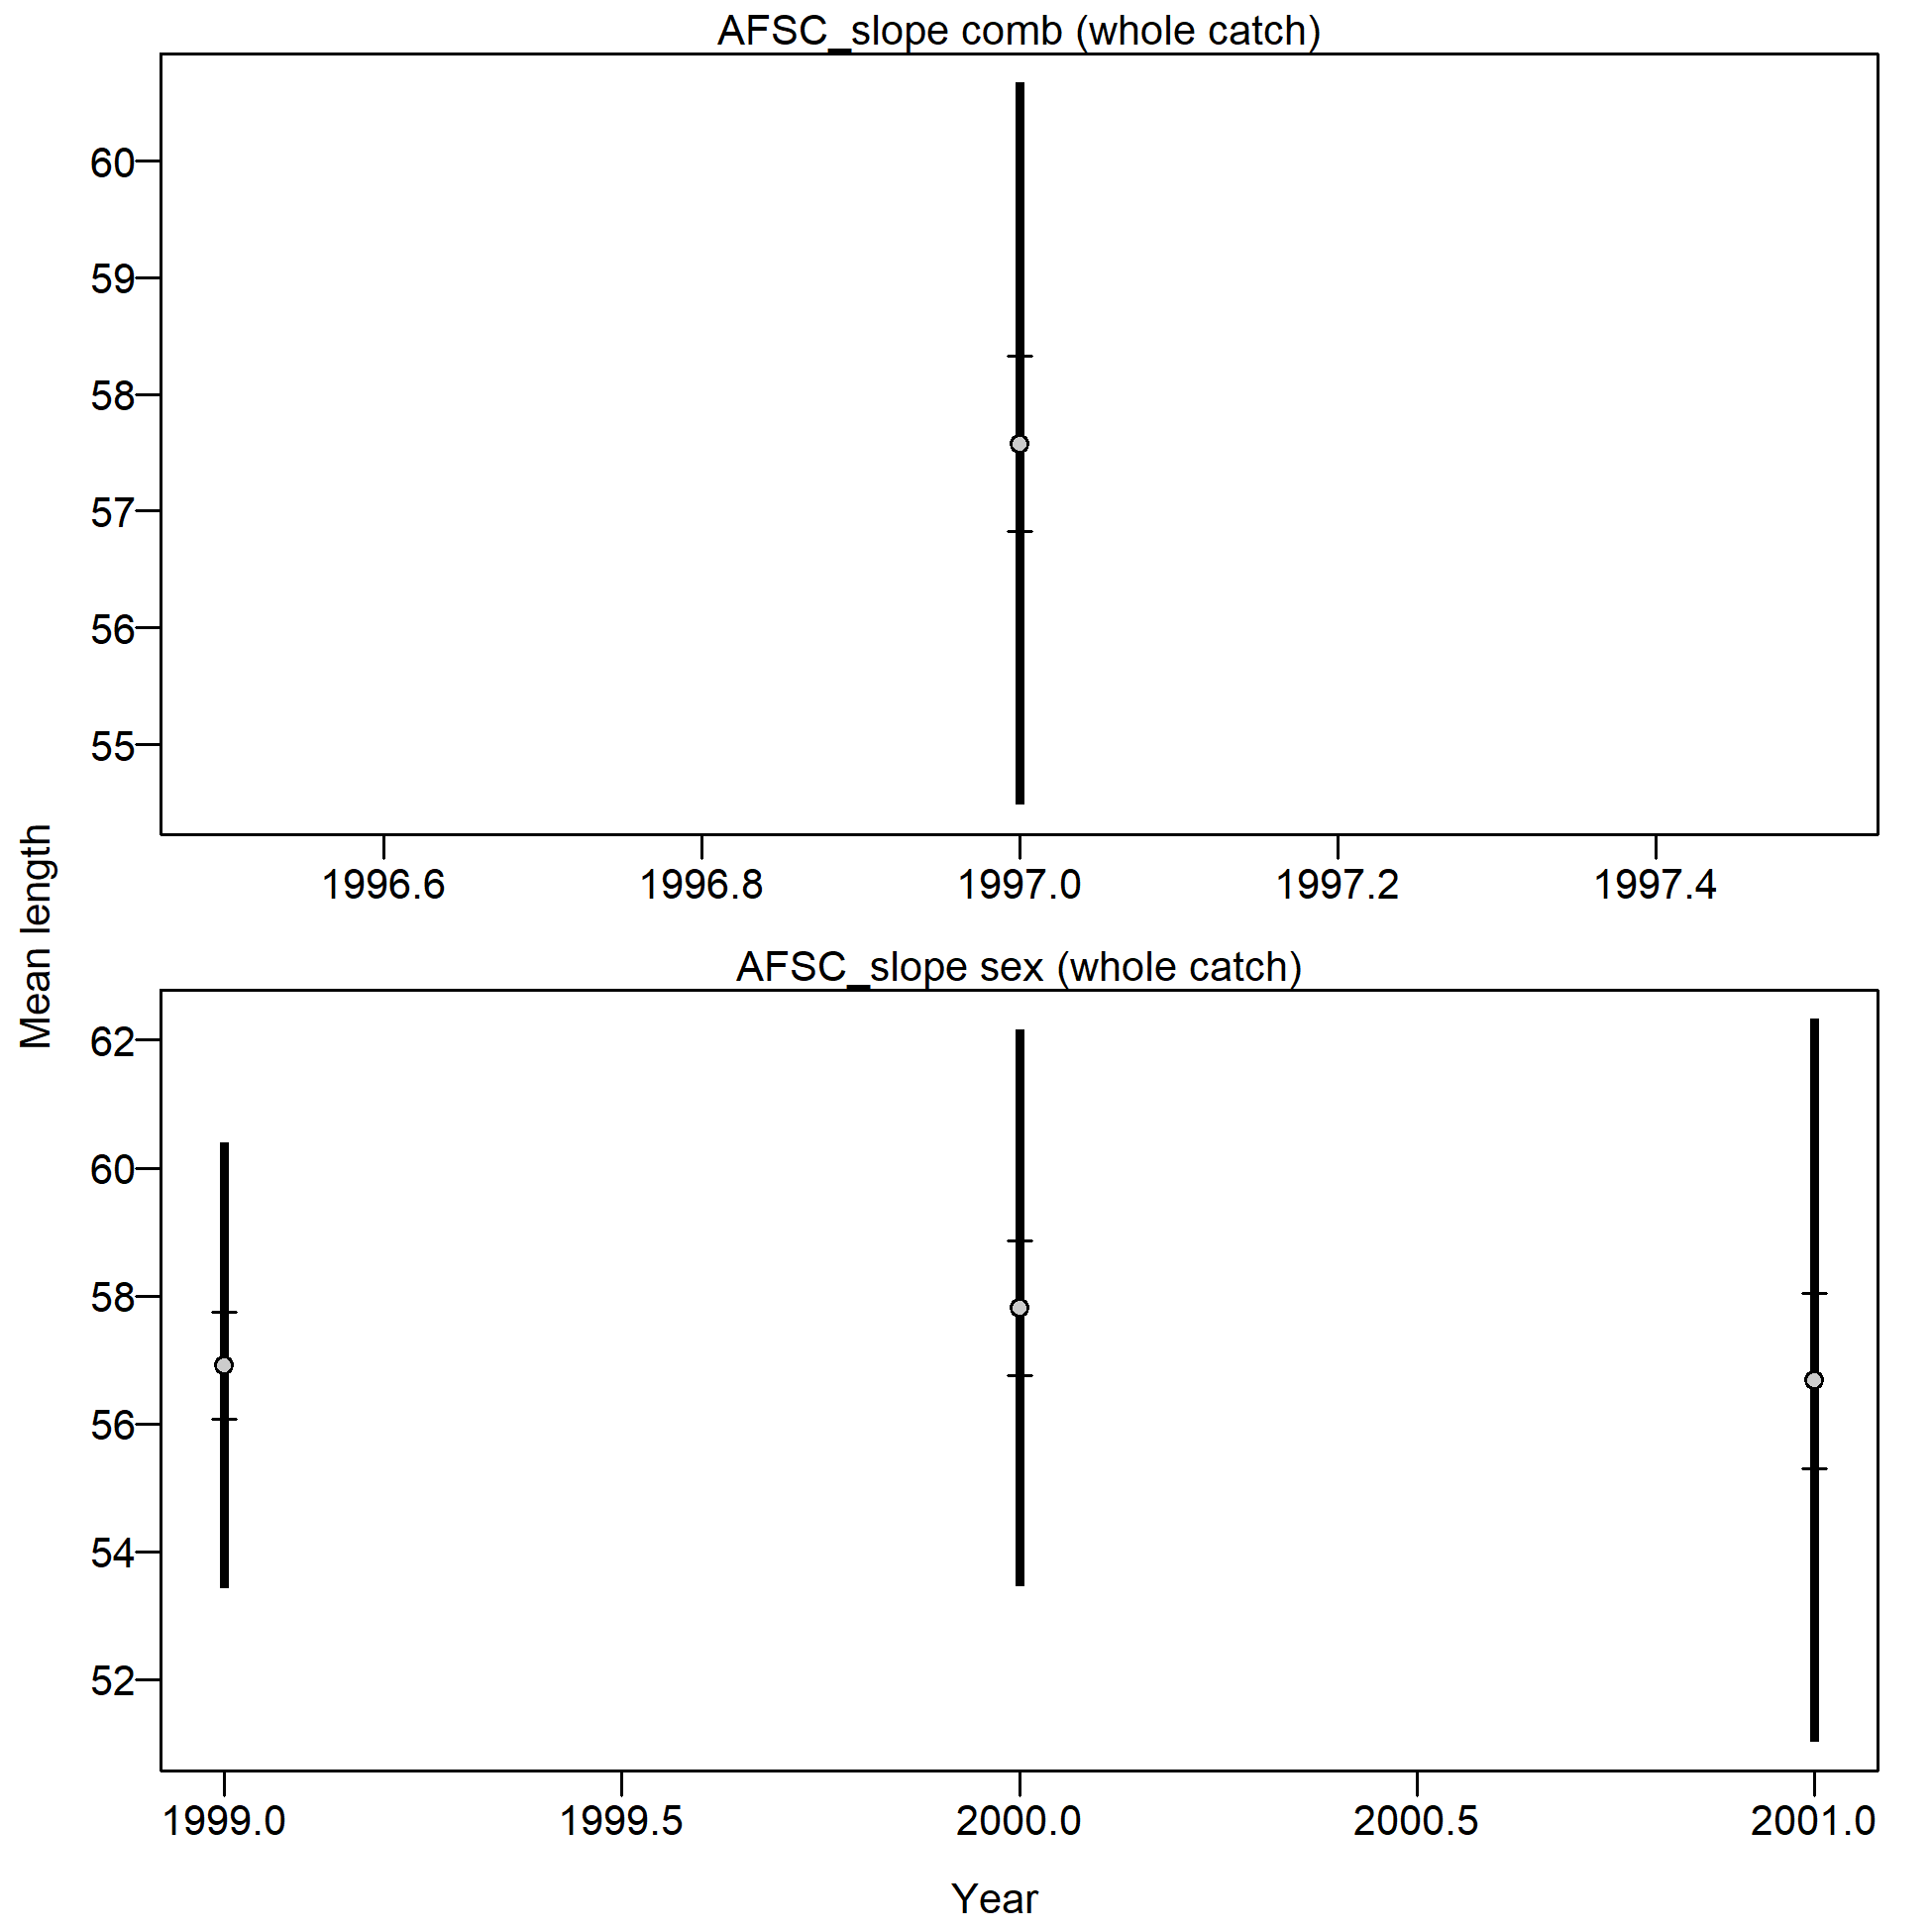 AFSC_slope comb (whole catch)
60
59
58
57
56
55
1996.6 1996.8 1997.0 1997.2 1997.4
Mean length
AFSC_slope sex (whole catch)
62
60
58
56
54
52
1999.0 1999.5 2000.0 2000.5 2001.0
Year